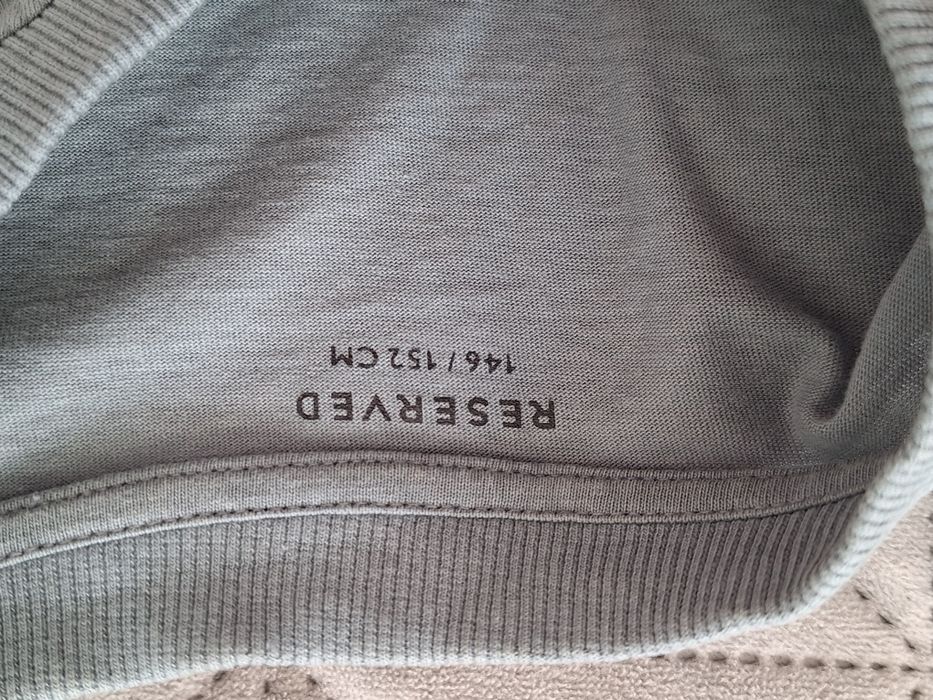 RESERVED
146 / 152 CM